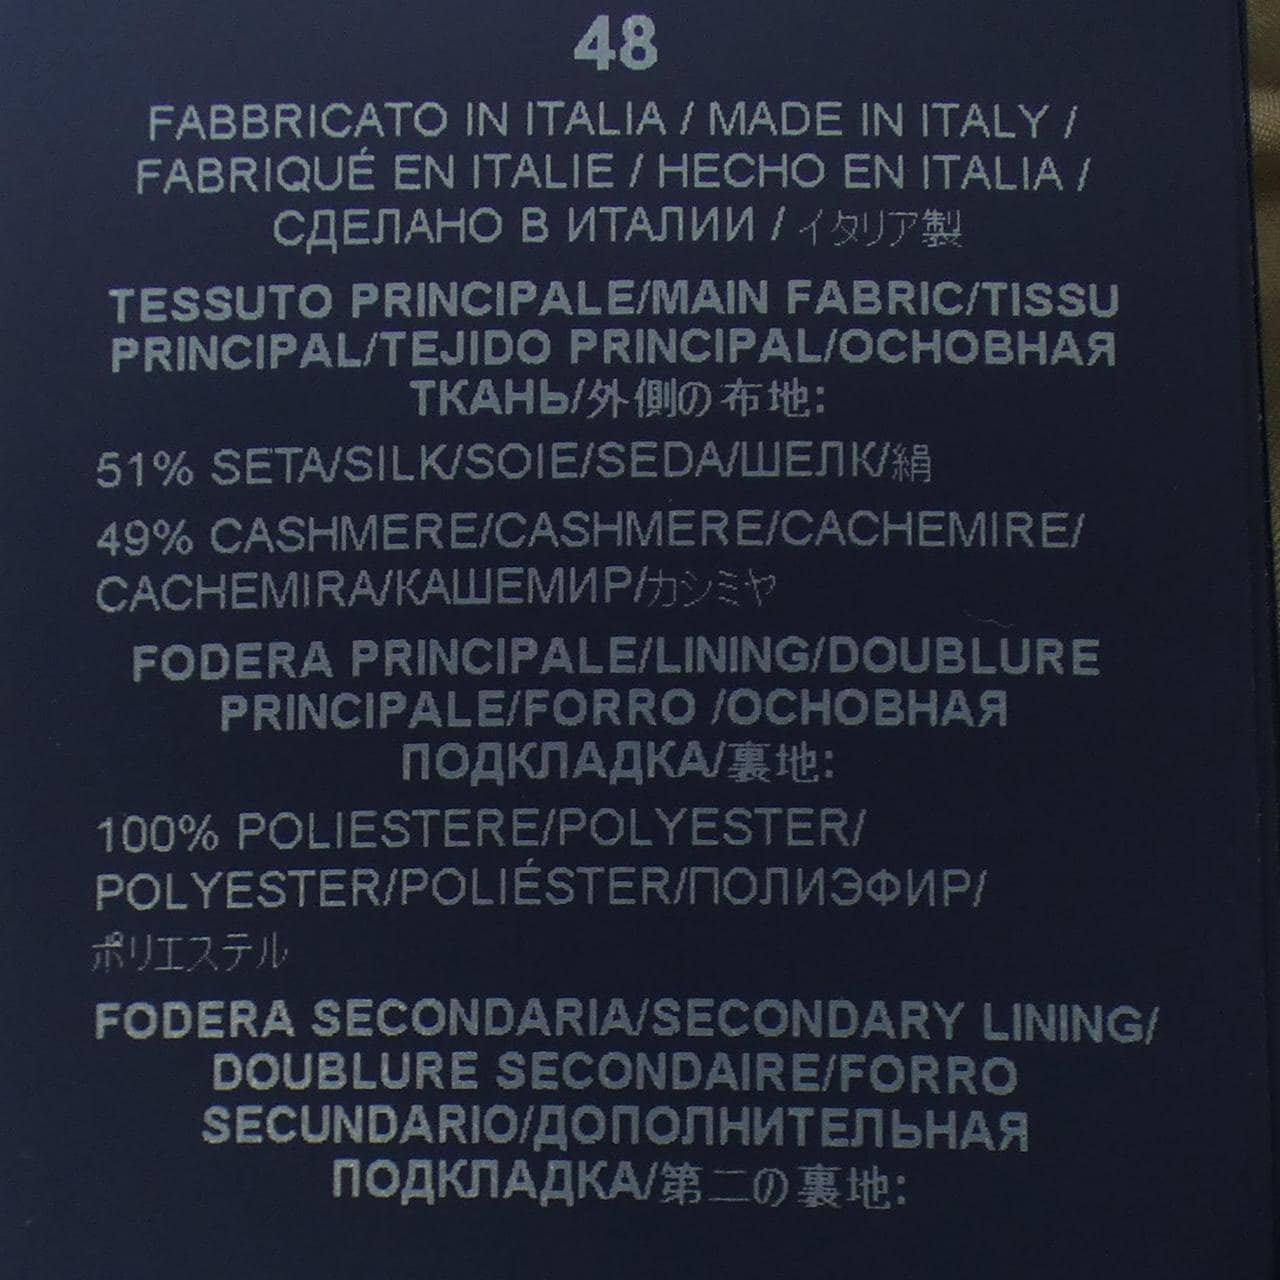 48
FABBRICATO IN ITALIA / MADE IN ITALY /
FABRIQUÉ EN ITALIE / HECHO EN ITALIA /
СДЕЛАНО В ИТАЛИИ / イタリア製
TESSUTO PRINCIPALE/MAIN FABRIC/TISSU
PRINCIPAL/TEJIDO PRINCIPAL/ОСНОВНАЯ
ТКАНЬ/外側の布地:
51% SETA/SILK/SOIE/SEDA/ШЕЛК/絹
49% CASHMERE/CASHMERE/CACHEMIRE/
CACHEMIRA/КАШЕМИР/カシミヤ
FODERA PRINCIPALE/LINING/DOUBLURE
PRINCIPALE/FORRO /ОСНОВНАЯ
ПОДКЛАДКА/裏地:
100% POLIESTERE/POLYESTER/
POLYESTER/POLIÉSTER/ПОЛИЭФИР/
ポリエステル
FODERA SECONDARIA/SECONDARY LINING/
DOUBLURE SECONDAIRE/FORRO
SECUNDARIO/ДОПОЛНИТЕЛЬНАЯ
ПОДКЛАДКА/第二の裏地: